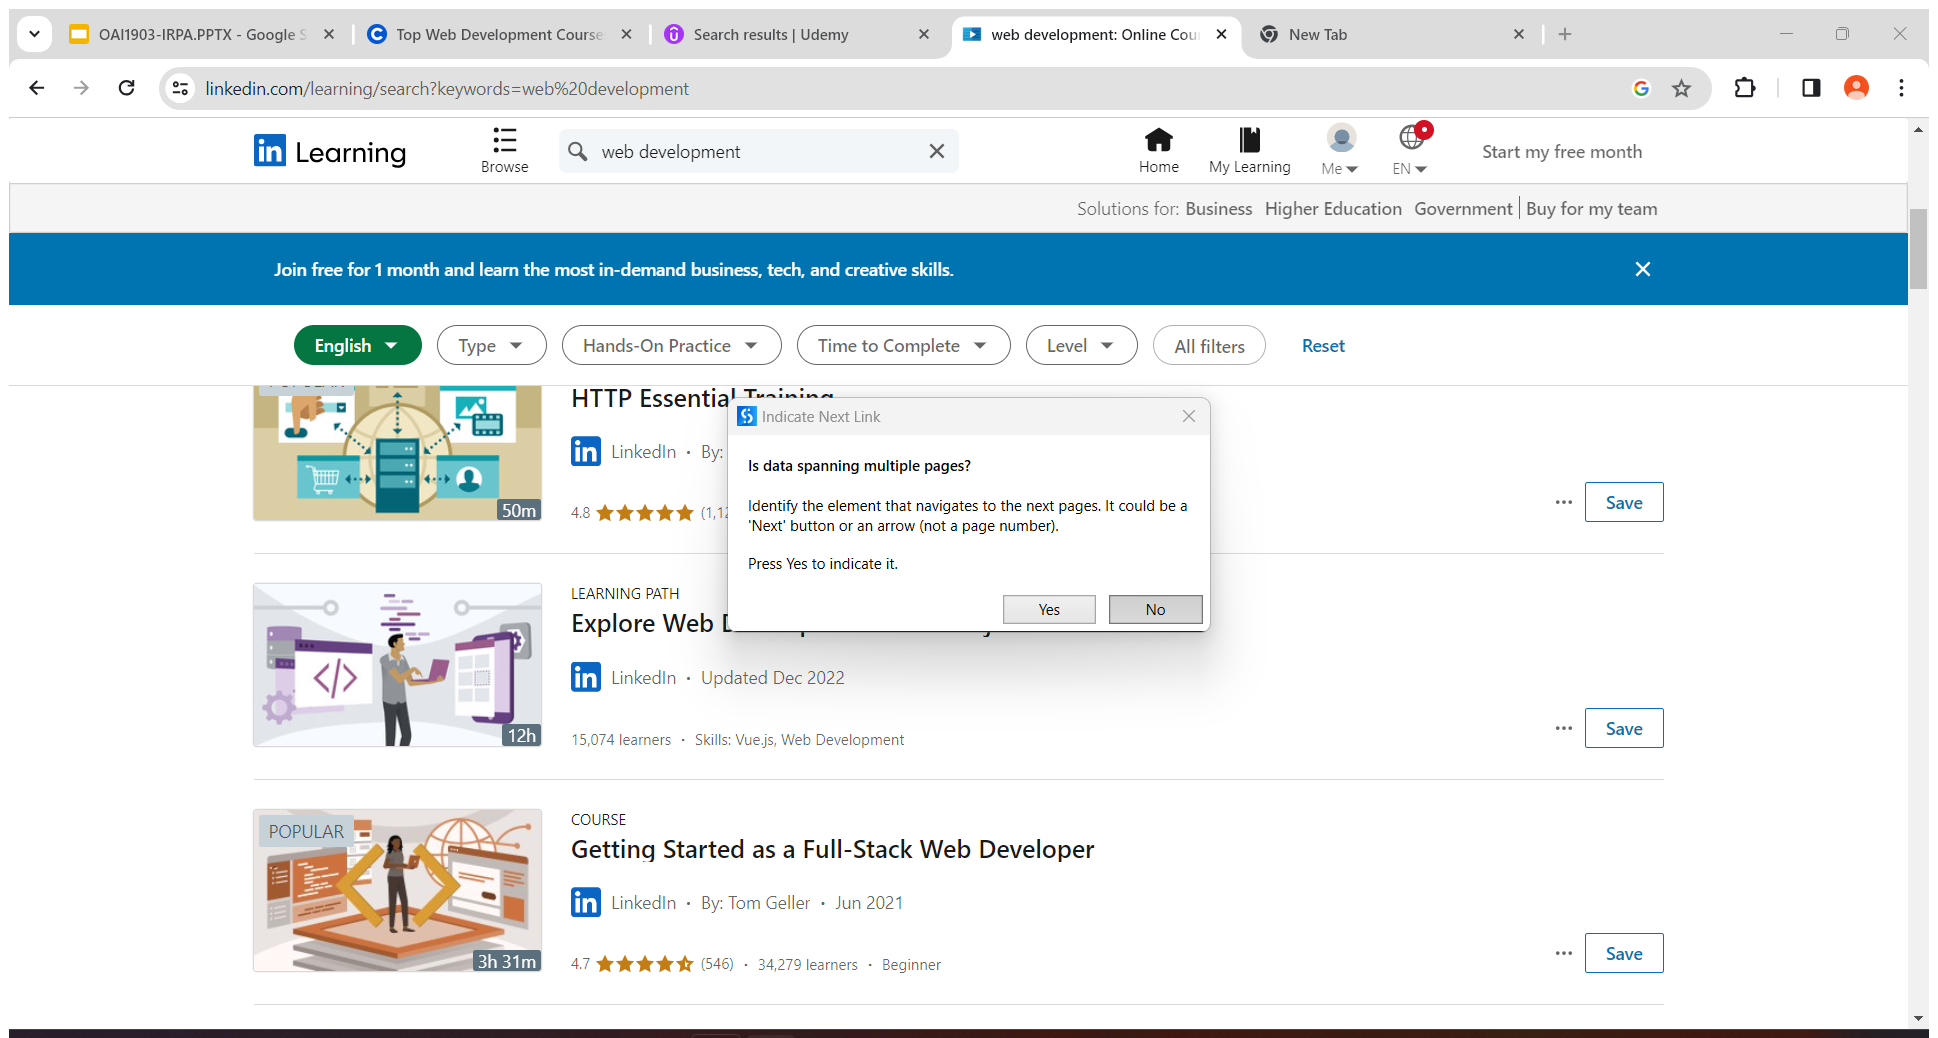 OAI1903-IRPA.PPTX - Google S
Top Web Development Course
Search results | Udemy
web development: Online Cou
New Tab
linkedin.com/learning/search?keywords=web%20development
in Learning
Browse
web development
Home
My Learning
Me
EN
Start my free month
Solutions for: Business Higher Education Government Buy for my team
Join free for 1 month and learn the most in-demand business, tech, and creative skills.
English
Type
Hands-On Practice
Time to Complete
Level
All filters
Reset
HTTP Essential Training
in LinkedIn • By:
4.8 (1,12
50m
Save
Indicate Next Link
Is data spanning multiple pages?
Identify the element that navigates to the next pages. It could be a
'Next' button or an arrow (not a page number).
Press Yes to indicate it.
Yes
No
LEARNING PATH
Explore Web
in LinkedIn • Updated Dec 2022
12h
15,074 learners • Skills: Vue.js, Web Development
Save
POPULAR
COURSE
Getting Started as a Full-Stack Web Developer
in LinkedIn • By: Tom Geller • Jun 2021
3h 31m
4.7 (546) • 34,279 learners • Beginner
Save